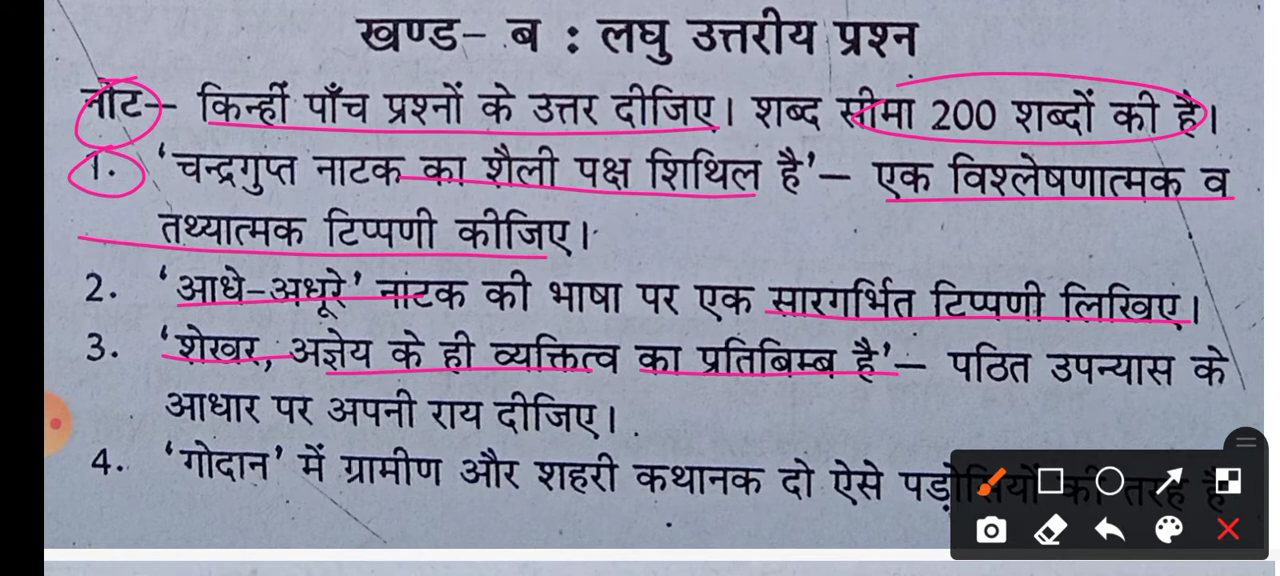 खण्ड- ब : लघु उत्तरीय प्रश्न
नोट– किन्हीं पाँच प्रश्नों के उत्तर दीजिए। शब्द सीमा 200 शब्दों की है।
1. 'चन्द्रगुप्त नाटक का शैली पक्ष शिथिल है'– एक विश्लेषणात्मक व
तथ्यात्मक टिप्पणी कीजिए।
2. 'आधे-अधूरे' नाटक की भाषा पर एक सारगर्भित टिप्पणी लिखिए।
3. 'शेखर, अज्ञेय के ही व्यक्तित्व का प्रतिबिम्ब है'– पठित उपन्यास के
आधार पर अपनी राय दीजिए।
4. 'गोदान' में ग्रामीण और शहरी कथानक दो ऐसे पड़ोसियों की तरह है